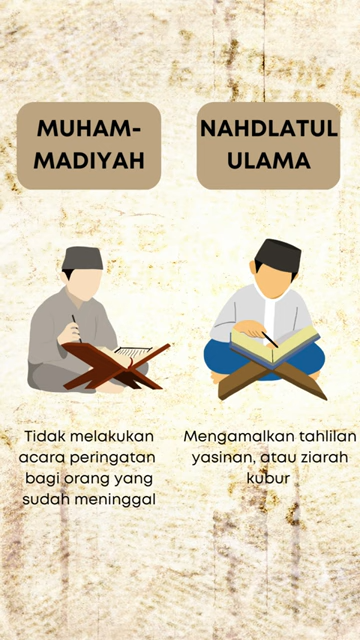 MUHAM-
MADIYAH
NAHDLATUL
ULAMA
Tidak melakukan
acara peringatan
bagi orang yang
sudah meninggal
Mengamalkan tahlilan
yasinan, atau ziarah
kubur